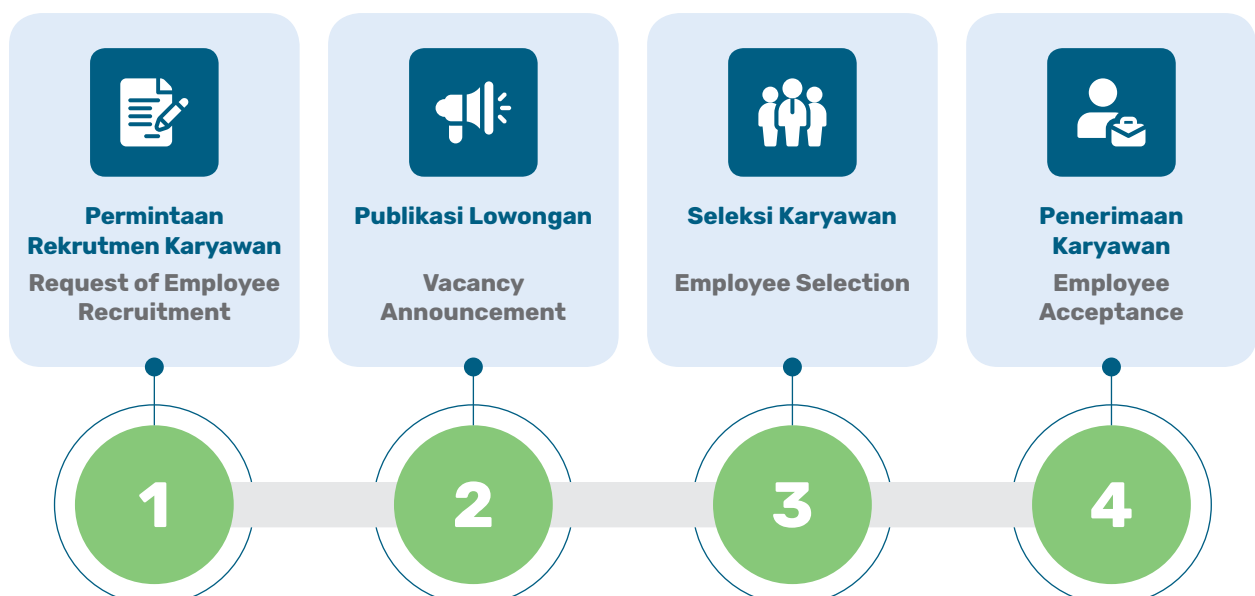 Permintaan
Rekrutmen Karyawan
Request of Employee
Recruitment
Publikasi Lowongan
Vacancy
Announcement
Seleksi Karyawan
Employee Selection
Penerimaan
Karyawan
Employee
Acceptance
1
2
3
4